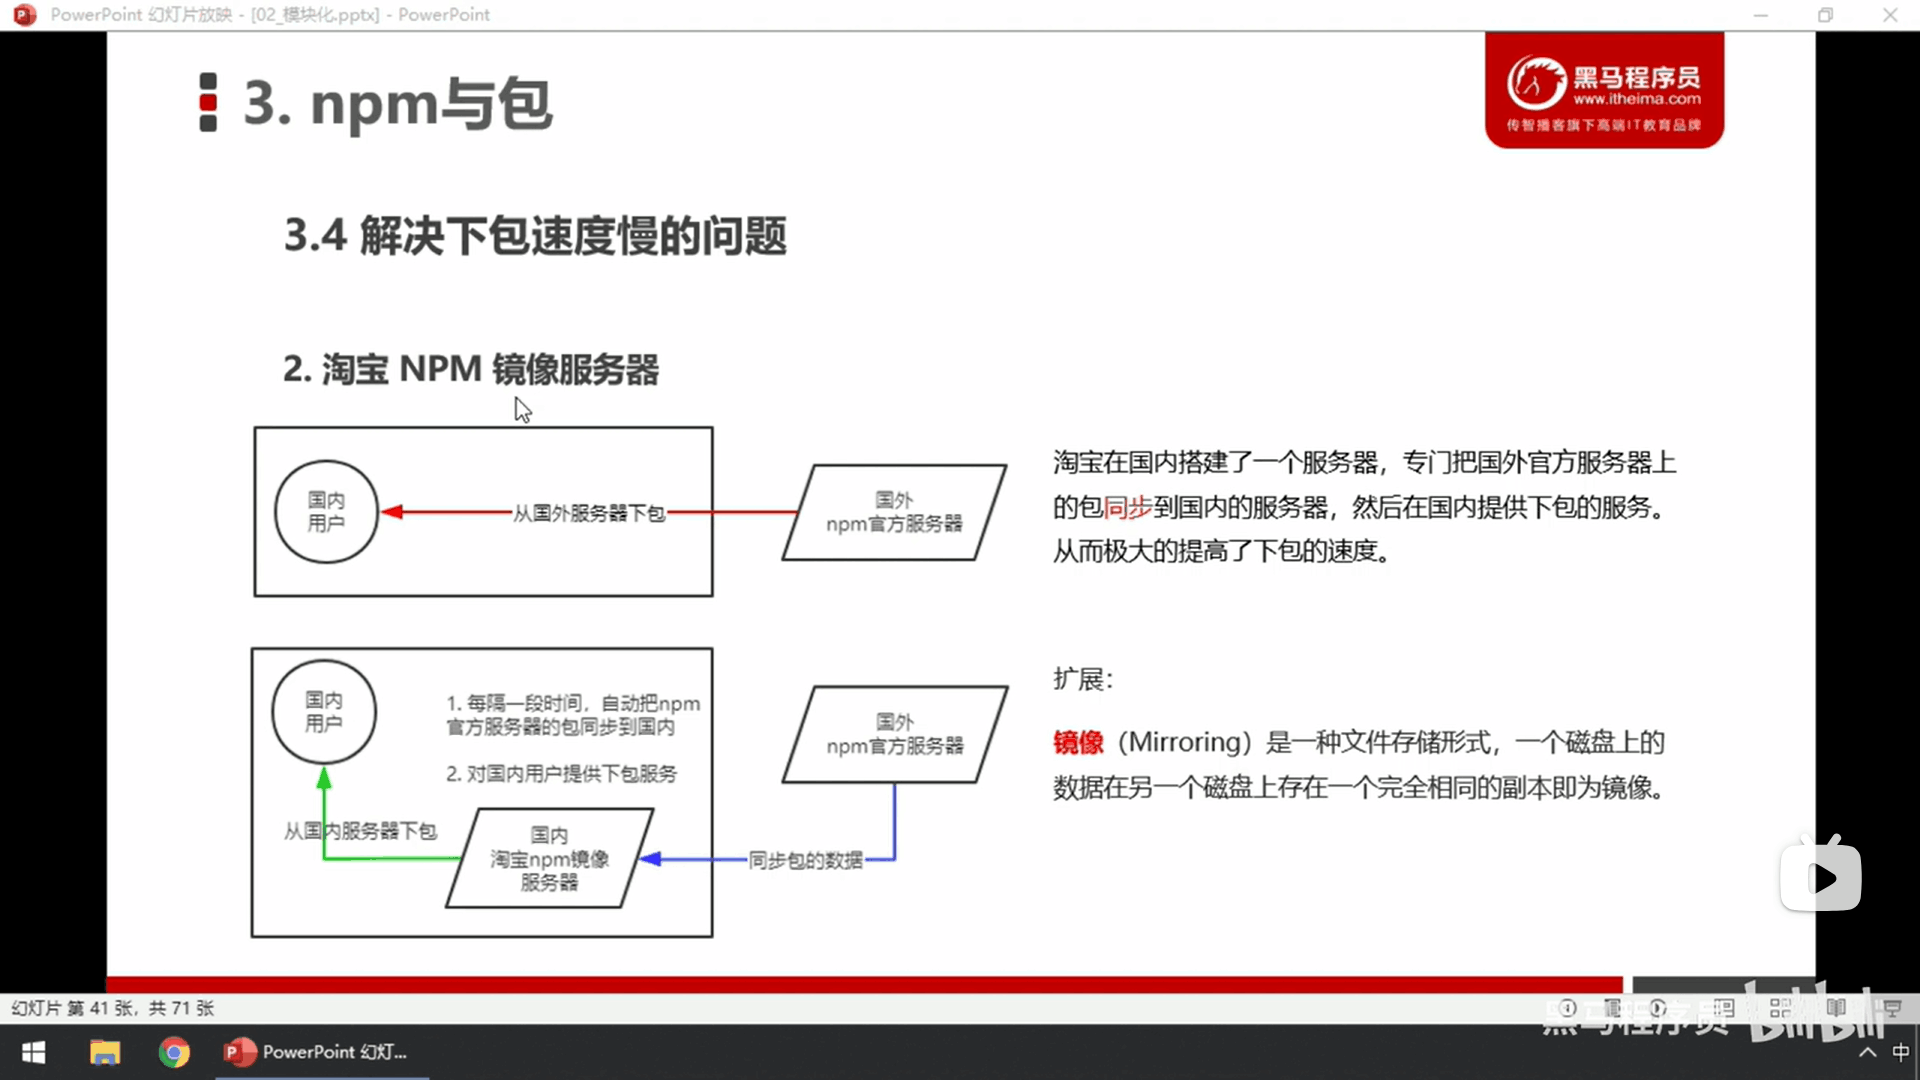 PowerPoint 幻灯片放映 - [02_模块化.pptx] - PowerPoint
3. npm与包
黑马程序员
www.itheima.com
传智播客旗下高端IT教育品牌
3.4 解决下包速度慢的问题
2. 淘宝 NPM 镜像服务器
国内
用户
从国外服务器下包
国外
npm官方服务器
淘宝在国内搭建了一个服务器，专门把国外官方服务器上
的包同步到国内的服务器，然后在国内提供下包的服务。
从而极大的提高了下包的速度。
国内
用户
1. 每隔一段时间，自动把npm
官方服务器的包同步到国内
2. 对国内用户提供下包服务
从国内服务器下包
国内
淘宝npm镜像
服务器
同步包的数据
国外
npm官方服务器
扩展：
镜像（Mirroring）是一种文件存储形式，一个磁盘上的
数据在另一个磁盘上存在一个完全相同的副本即为镜像。
幻灯片 第 41 张，共 71 张
黑马程序员 bilibili
PowerPoint 幻灯...
中